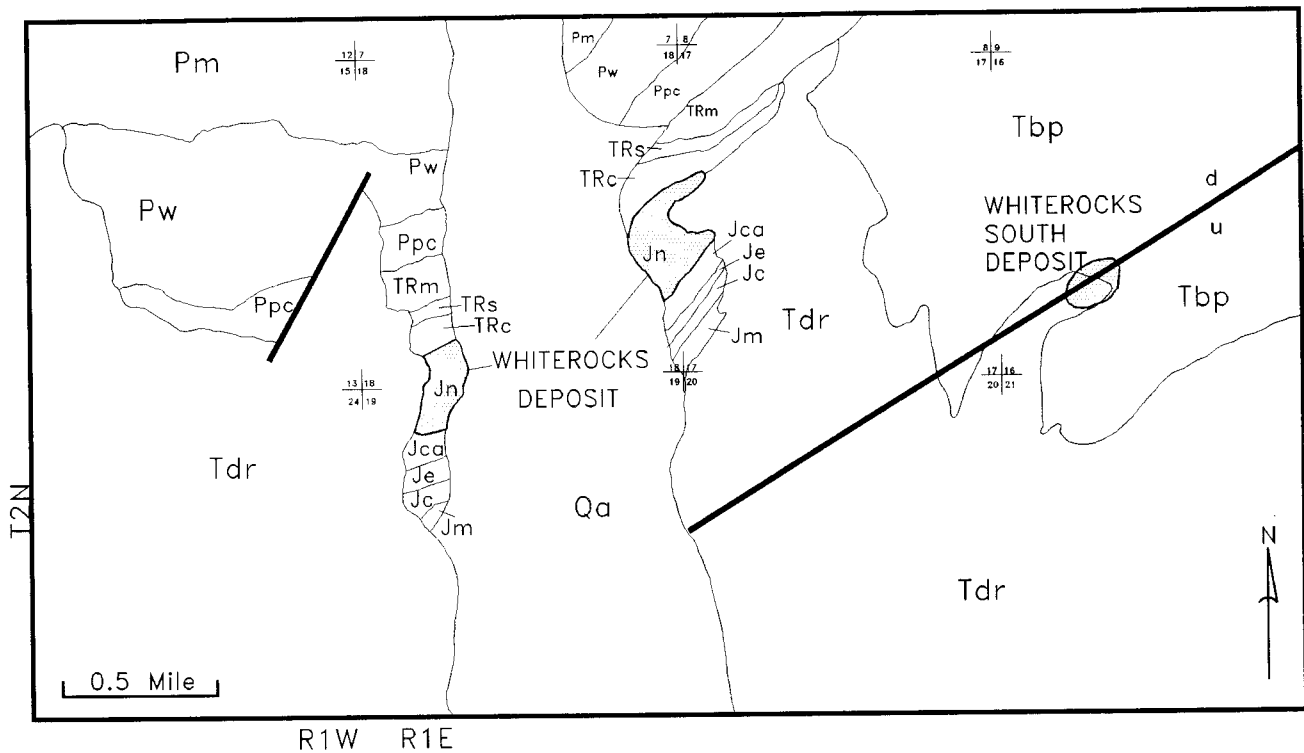 Pm
12 7
15 18
Pm
7 8
18 17
8 9
17 16
Pw
Ppc
TRm
Tbp
TRs
TRc
Pw
Pw
d
u
WHITEROCKS
SOUTH
DEPOSIT
Ppc
Jca
Je
Jc
Jn
TRm
Ppc
TRs
TRc
Tdr
Jm
Tbp
WHITEROCKS
DEPOSIT
Jn
13 18
24 19
18 17
19 20
17 16
20 21
Jca
Je
Jc
Jm
Tdr
Qa
T2N
N
Tdr
0.5 Mile
R1W R1E